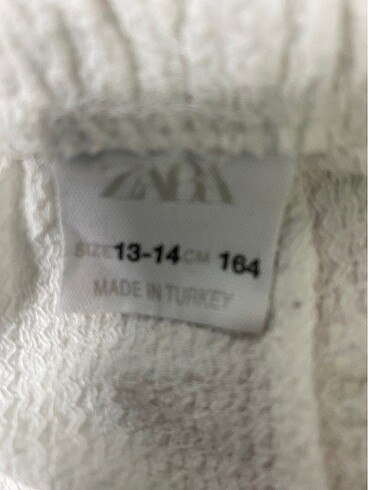 ZARA
SIZE 13-14 CM 164
MADE IN TURKEY